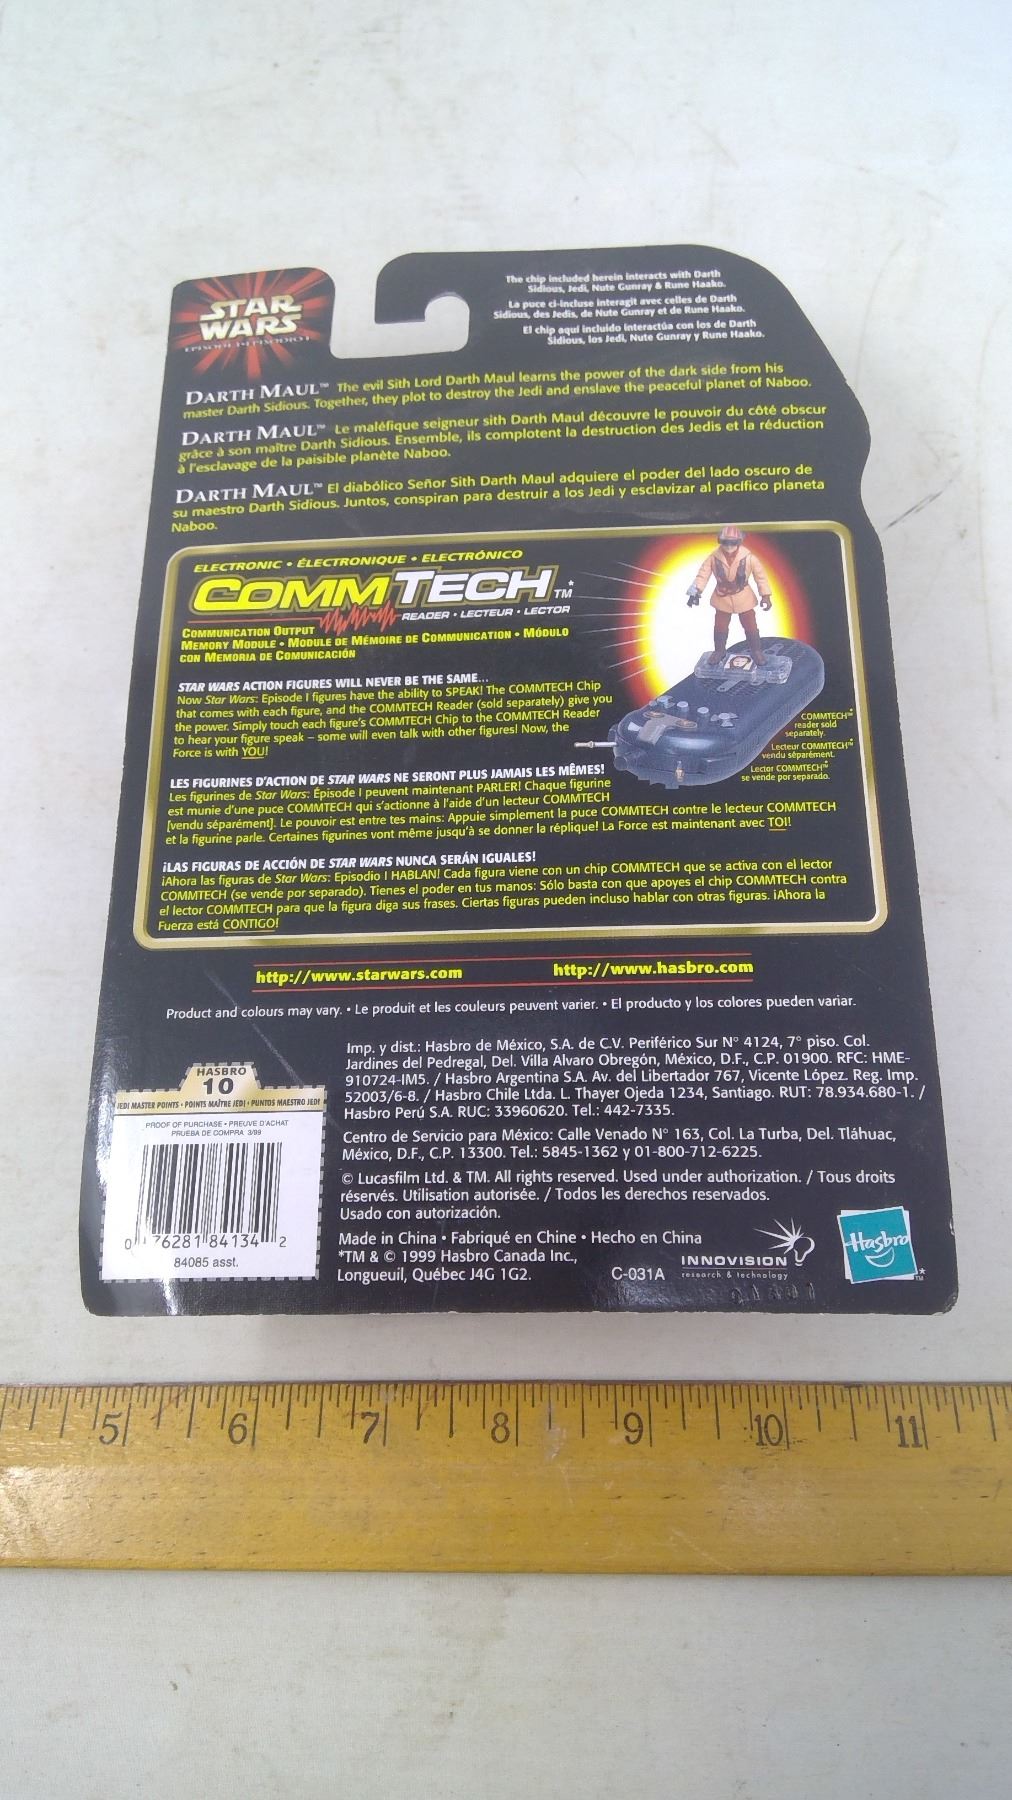 STAR
WARS
The chip included herein interacts with Darth
Sidious, Jedi, Nute Gunray & Rune Haako.
La puce ci-incluse interagit avec celles de Darth
Sidious, des Jedis, de Nute Gunray et de Rune Haako.
El chip aquí incluido interactúa con los de Darth
Sidious, los Jedi, Nute Gunray y Rune Haako.
DARTH MAUL™ The evil Sith Lord Darth Maul learns the power of the dark side from his
master Darth Sidious. Together, they plot to destroy the Jedi and enslave the peaceful planet of Naboo.
DARTH MAUL™ Le maléfique seigneur sith Darth Maul découvre le pouvoir du côté obscur
grâce à son maître Darth Sidious. Ensemble, ils complotent la destruction des Jedis et la réduction
à l'esclavage de la paisible planète Naboo.
DARTH MAUL™ El diabólico Señor Sith Darth Maul adquiere el poder del lado oscuro de
su maestro Darth Sidious. Juntos, conspiran para destruir a los Jedi y esclavizar al pacífico planeta
Naboo.
ELECTRONIC • ÉLECTRONIQUE • ELECTRÓNICO
COMMTECH™*
READER • LECTEUR • LECTOR
COMMUNICATION OUTPUT
MEMORY MODULE • MODULE DE MÉMOIRE DE COMMUNICATION • MÓDULO
CON MEMORIA DE COMUNICACIÓN
STAR WARS ACTION FIGURES WILL NEVER BE THE SAME...
Now Star Wars: Episode I figures have the ability to SPEAK! The COMMTECH Chip
that comes with each figure, and the COMMTECH Reader (sold separately) give you
the power. Simply touch each figure's COMMTECH Chip to the COMMTECH Reader
to hear your figure speak – some will even talk with other figures! Now, the
Force is with YOU!
COMMTECH™
reader sold
separately.
Lecteur COMMTECH™
vendu séparément.
Lector COMMTECH™
se vende por separado.
LES FIGURINES D'ACTION DE STAR WARS NE SERONT PLUS JAMAIS LES MÊMES!
Les figurines de Star Wars: Épisode I peuvent maintenant PARLER! Chaque figurine
est munie d'une puce COMMTECH qui s'actionne à l'aide d'un lecteur COMMTECH
[vendu séparément]. Le pouvoir est entre tes mains: Appuie simplement la puce COMMTECH contre le lecteur COMMTECH
et la figurine parle. Certaines figurines vont même jusqu'à se donner la réplique! La Force est maintenant avec TOI!
¡LAS FIGURAS DE ACCIÓN DE STAR WARS NUNCA SERÁN IGUALES!
¡Ahora las figuras de Star Wars: Episodio I HABLAN! Cada figura viene con un chip COMMTECH que se activa con el lector
COMMTECH (se vende por separado). Tienes el poder en tus manos: Sólo basta con que apoyes el chip COMMTECH contra
el lector COMMTECH para que la figura diga sus frases. Ciertas figuras pueden incluso hablar con otras figuras. ¡Ahora la
Fuerza está CONTIGO!
http://www.starwars.com http://www.hasbro.com
Product and colours may vary. • Le produit et les couleurs peuvent varier. • El producto y los colores pueden variar.
Imp. y dist.: Hasbro de México, S.A. de C.V. Periférico Sur N° 4124, 7° piso. Col.
Jardines del Pedregal, Del. Villa Alvaro Obregón, México, D.F., C.P. 01900. RFC: HME-
910724-IM5. / Hasbro Argentina S.A. Av. del Libertador 767, Vicente López. Reg. Imp.
52003/6-8. / Hasbro Chile Ltda. L. Thayer Ojeda 1234, Santiago. RUT: 78.934.680-1. /
Hasbro Perú S.A. RUC: 33960620. Tel.: 442-7335.
Centro de Servicio para México: Calle Venado N° 163, Col. La Turba, Del. Tláhuac,
México, D.F., C.P. 13300. Tel.: 5845-1362 y 01-800-712-6225.
© Lucasfilm Ltd. & TM. All rights reserved. Used under authorization. / Tous droits
réservés. Utilisation autorisée. / Todos los derechos reservados.
Usado con autorización.
Made in China • Fabriqué en Chine • Hecho en China
*TM & © 1999 Hasbro Canada Inc.,
Longueuil, Québec J4G 1G2.
C-031A
INNOVISION
research & technology
Hasbro
™*
HASBRO
10
JEDI MASTER POINTS • POINTS MAÎTRE JEDI • PUNTOS MAESTRO JEDI
PROOF OF PURCHASE • PREUVE D'ACHAT
PRUEBA DE COMPRA 3/99
0 76281 84134 2
84085 asst.
5 6 7 8 9 10 11